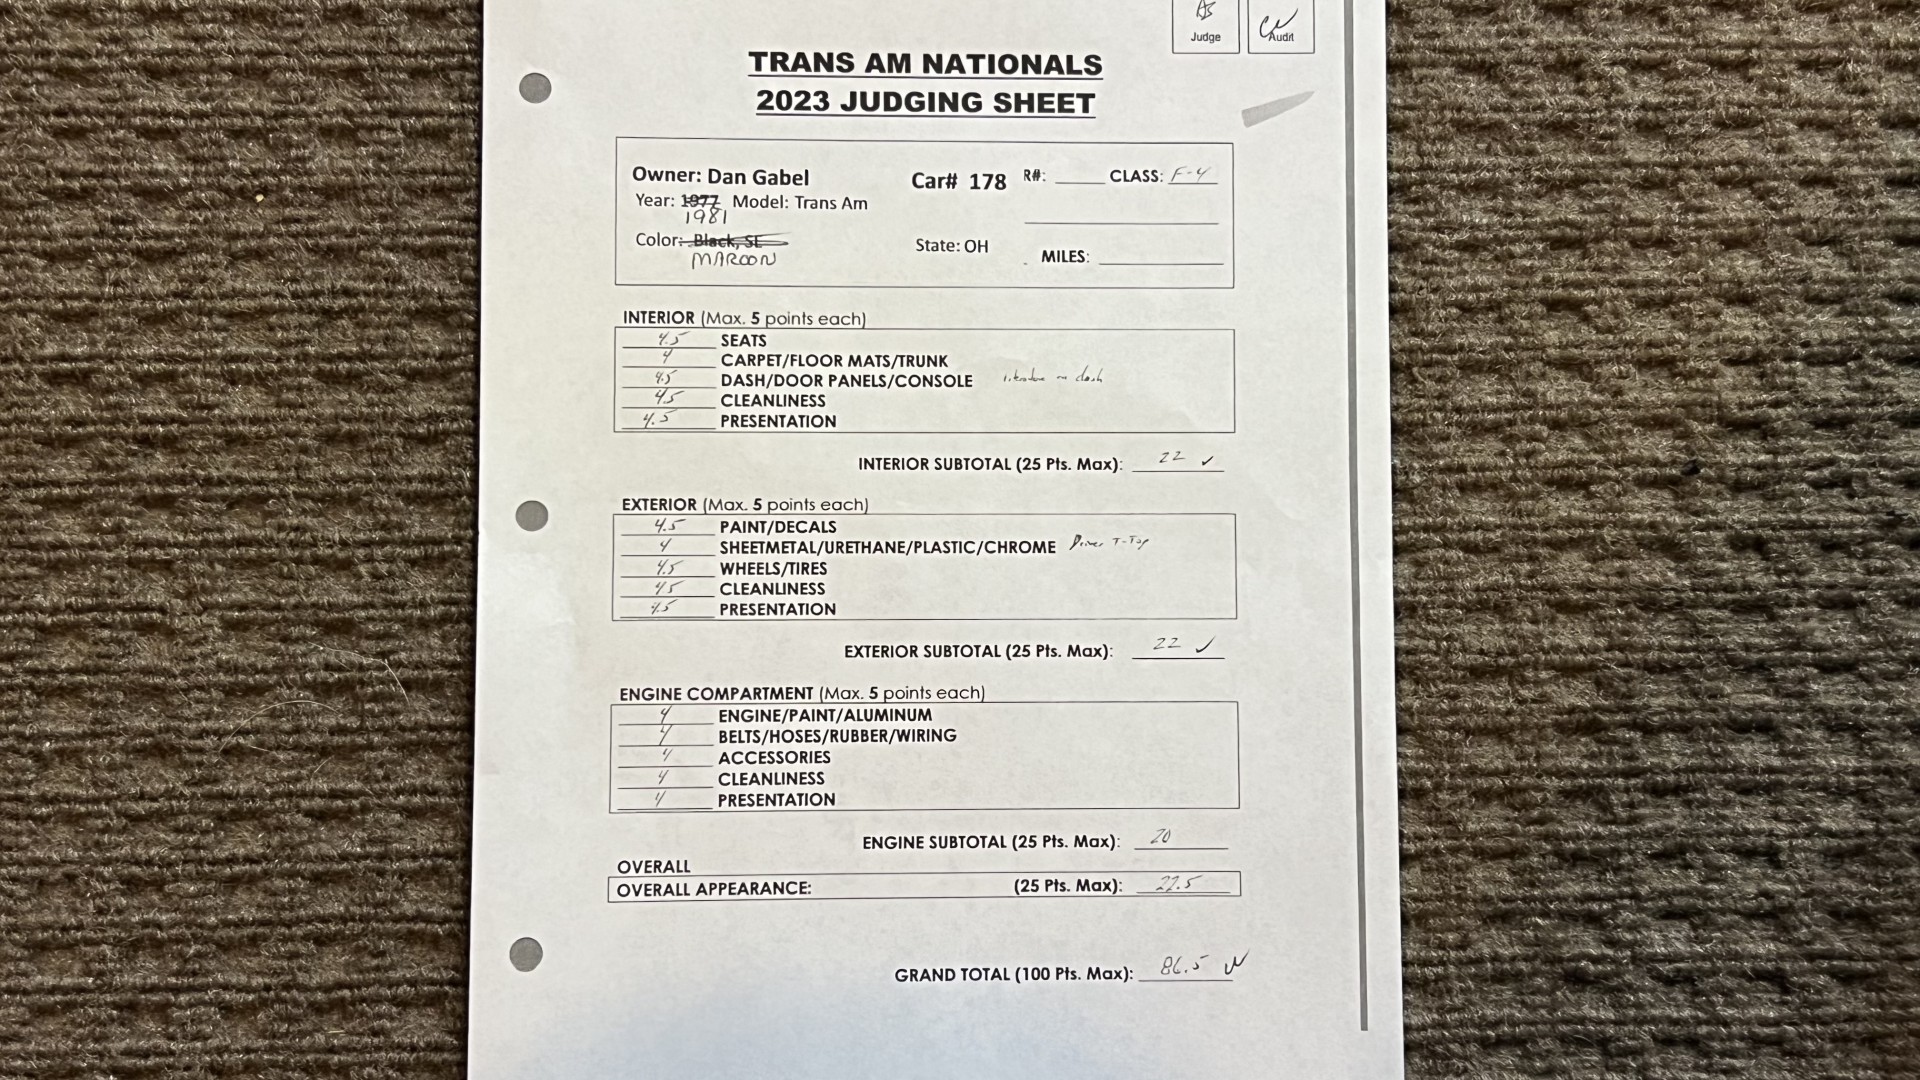 Judge Audit
TRANS AM NATIONALS
2023 JUDGING SHEET
Owner: Dan Gabel Car# 178 R#: CLASS: F-4
Year: 1977 Model: Trans Am
1981
Color: Black, SE State: OH MILES:
MAROON
INTERIOR (Max. 5 points each)
4.5 SEATS
4 CARPET/FLOOR MATS/TRUNK
4.5 DASH/DOOR PANELS/CONSOLE on dash
4.5 CLEANLINESS
4.5 PRESENTATION
INTERIOR SUBTOTAL (25 Pts. Max): 22 ✓
EXTERIOR (Max. 5 points each)
4.5 PAINT/DECALS
4 SHEETMETAL/URETHANE/PLASTIC/CHROME Driver T-Top
4.5 WHEELS/TIRES
4.5 CLEANLINESS
4.5 PRESENTATION
EXTERIOR SUBTOTAL (25 Pts. Max): 22 ✓
ENGINE COMPARTMENT (Max. 5 points each)
4 ENGINE/PAINT/ALUMINUM
4 BELTS/HOSES/RUBBER/WIRING
4 ACCESSORIES
4 CLEANLINESS
4 PRESENTATION
ENGINE SUBTOTAL (25 Pts. Max): 20
OVERALL
OVERALL APPEARANCE: (25 Pts. Max): 22.5
GRAND TOTAL (100 Pts. Max): 86.5